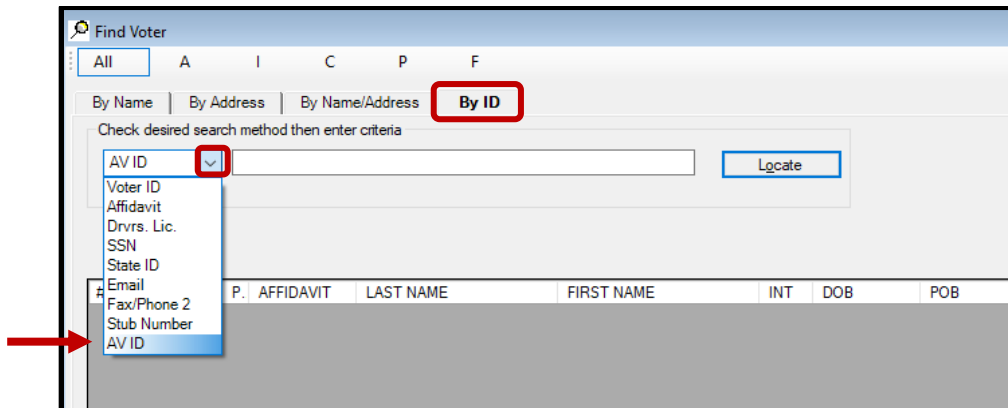 Find Voter
All A I C P F
By Name By Address By Name/Address By ID
Check desired search method then enter criteria
AV ID Locate
Voter ID
Affidavit
Drvrs. Lic.
SSN
State ID
Email
Fax/Phone 2
Stub Number
AV ID
# P. AFFIDAVIT LAST NAME FIRST NAME INT DOB POB